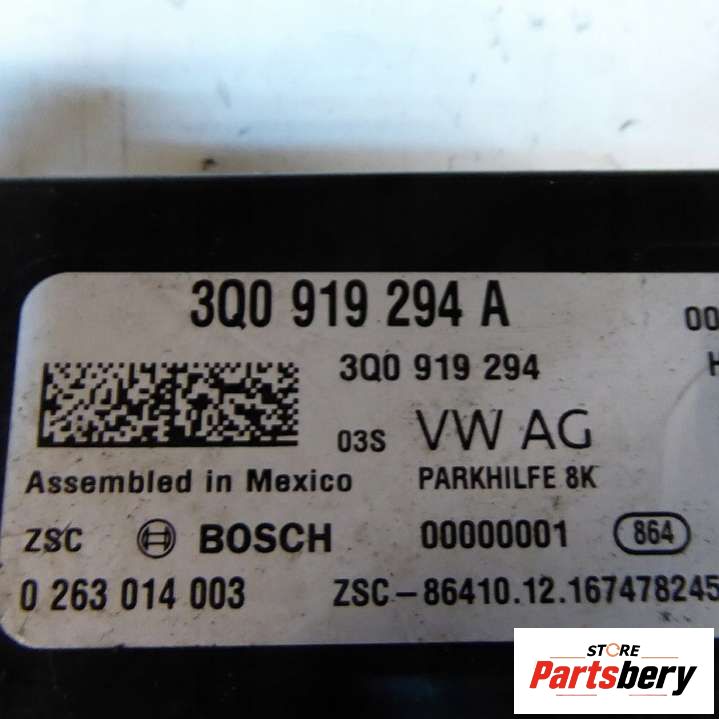 3Q0 919 294 A
00
3Q0 919 294
H
03S VW AG
Assembled in Mexico PARKHILFE 8K
ZSC BOSCH 00000001 864
0 263 014 003 ZSC-86410.12.167478245
STORE
Partsbery